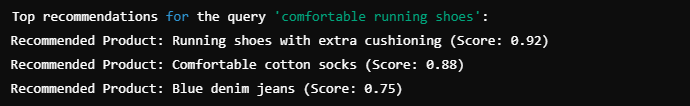 Top recommendations for the query 'comfortable running shoes':
Recommended Product: Running shoes with extra cushioning (Score: 0.92)
Recommended Product: Comfortable cotton socks (Score: 0.88)
Recommended Product: Blue denim jeans (Score: 0.75)